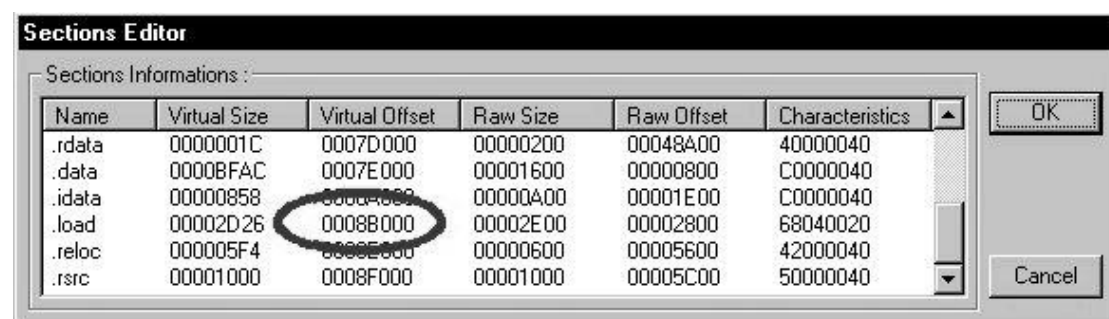 Sections Editor
Sections Informations :
Name Virtual Size Virtual Offset Raw Size Raw Offset Characteristics
.rdata 0000001C 0007D000 00000200 00048A00 40000040
.data 0000BFAC 0007E000 00001600 00000800 C0000040
.idata 00000858 00000A00 00001E00 C0000040
.load 00002D26 0008B000 00002E00 00002800 68040020
.reloc 000005F4 00000600 00005600 42000040
.rsrc 00001000 0008F000 00001000 00005C00 50000040
OK
Cancel